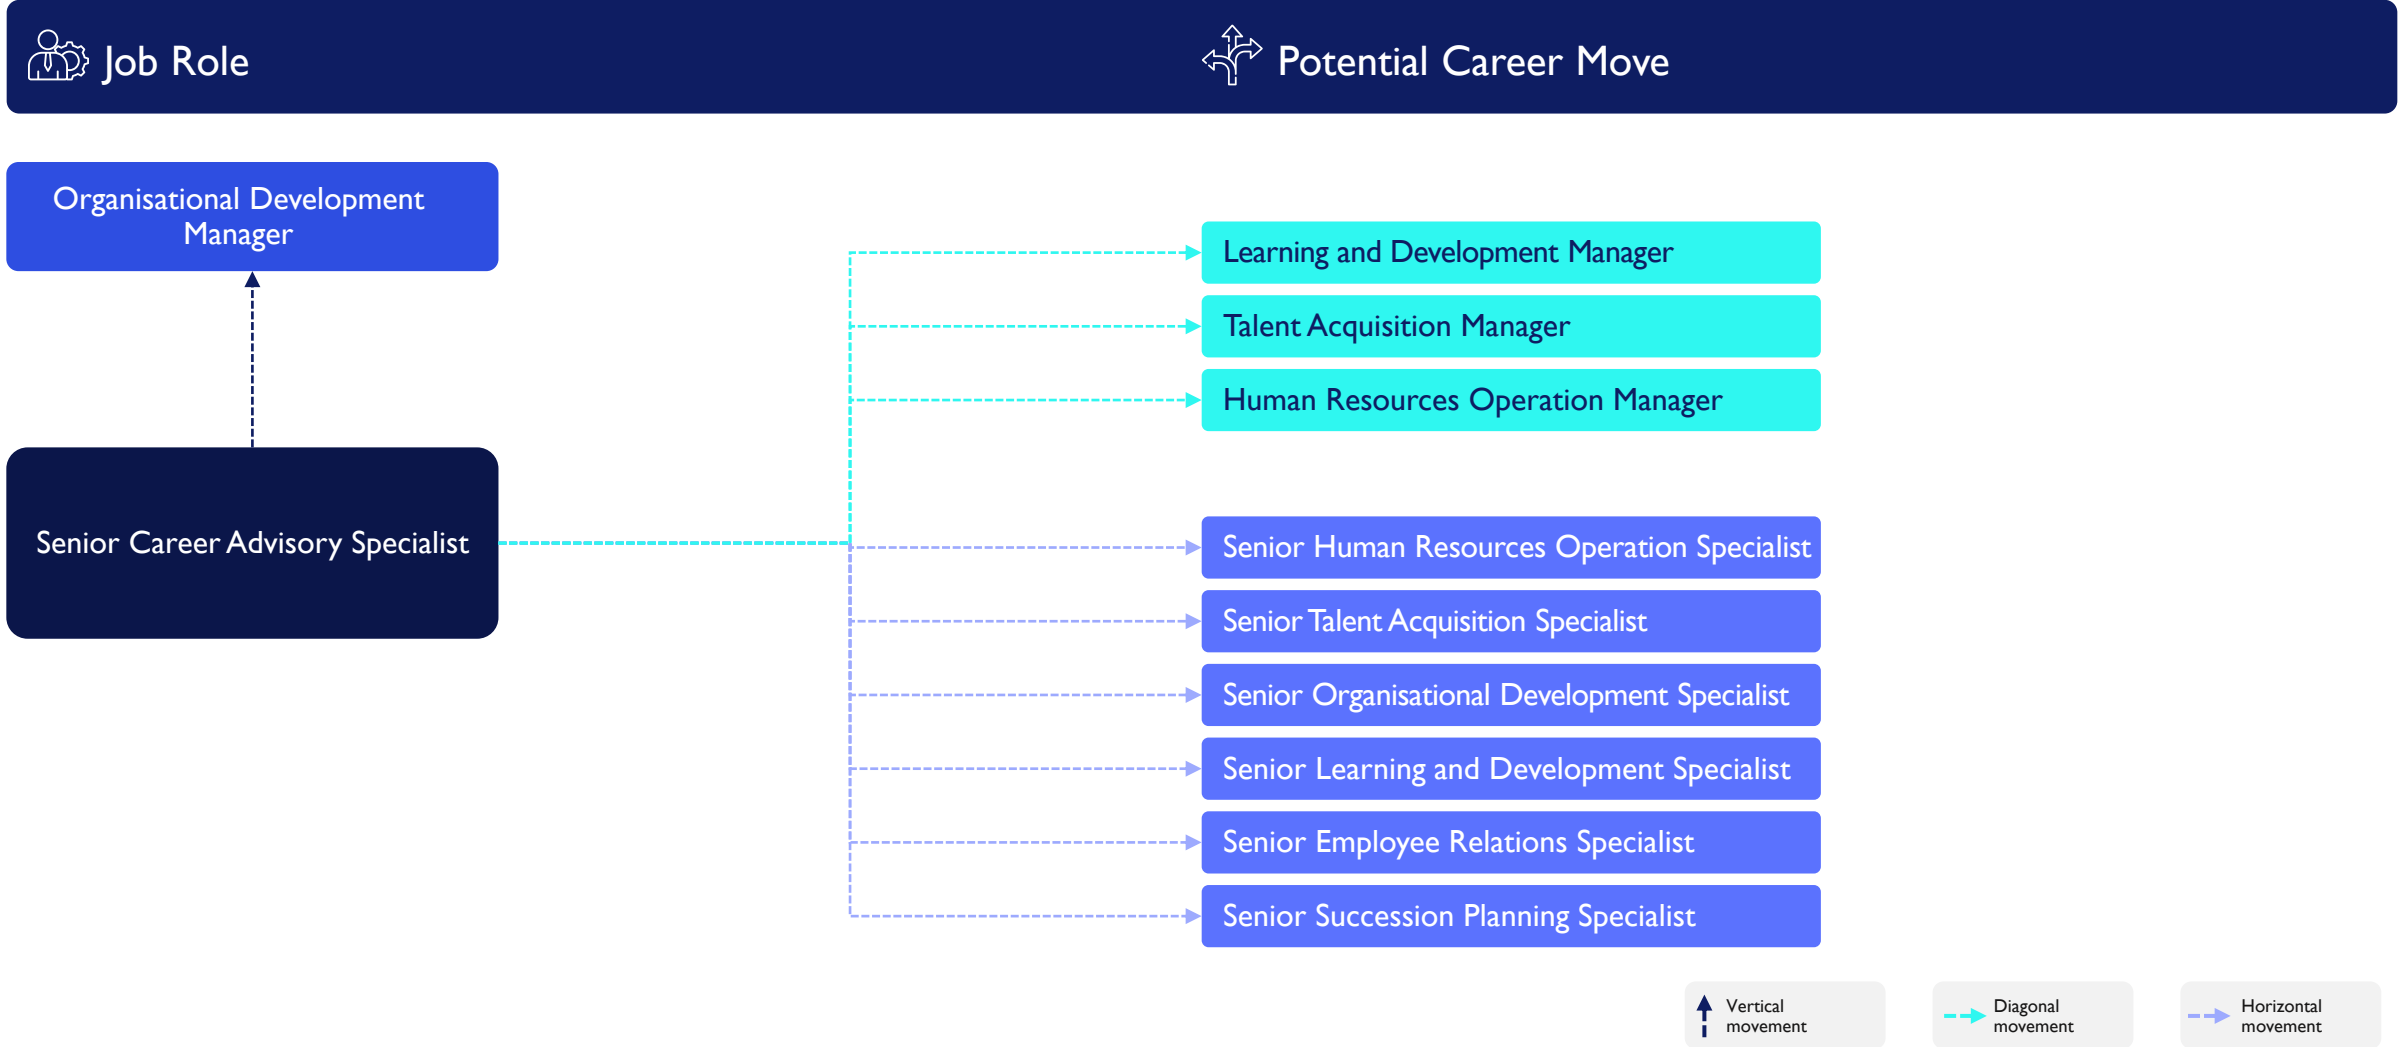 Job Role
Potential Career Move
Organisational Development
Manager
Learning and Development Manager
Talent Acquisition Manager
Human Resources Operation Manager
Senior Career Advisory Specialist
Senior Human Resources Operation Specialist
Senior Talent Acquisition Specialist
Senior Organisational Development Specialist
Senior Learning and Development Specialist
Senior Employee Relations Specialist
Senior Succession Planning Specialist
Vertical
movement
Diagonal
movement
Horizontal
movement